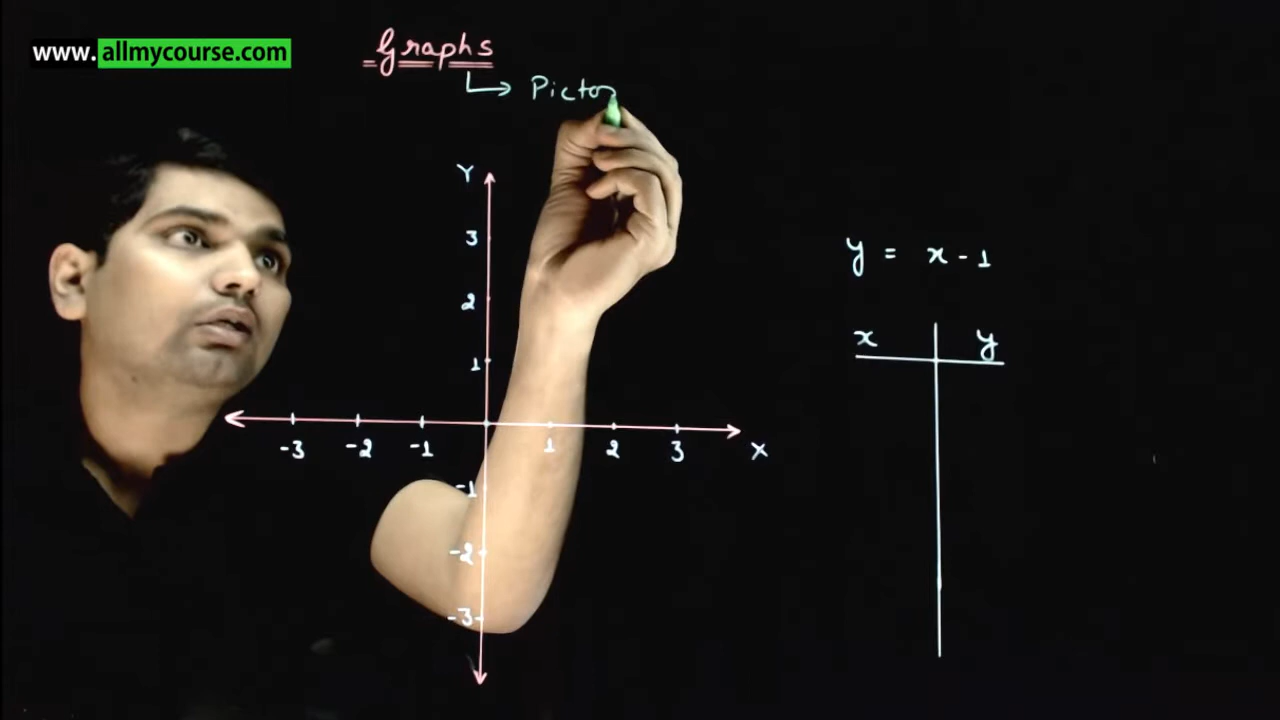 www.allmycourse.com
Graphs
Pictor
Y
3
2
1
-3 -2 -1 1 2 3 X
-1
-2
-3
y = x - 1
x y